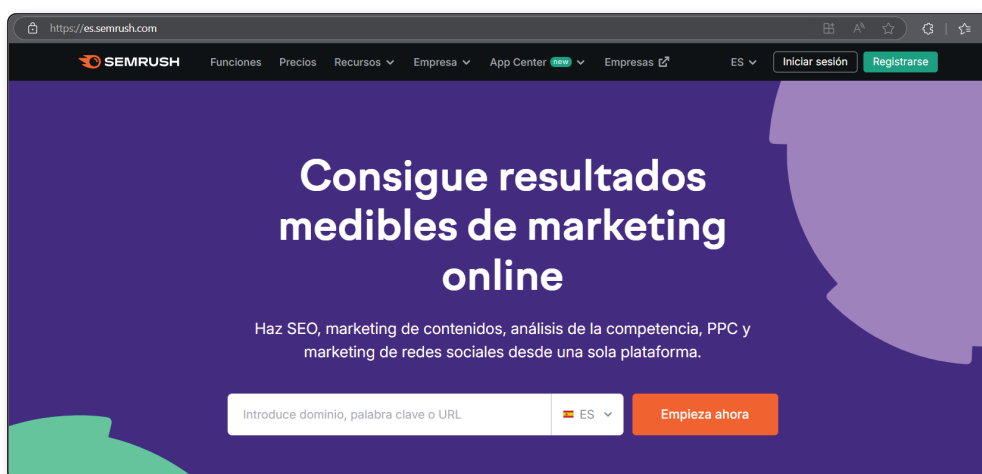 https://es.semrush.com
SEMRUSH Funciones Precios Recursos Empresa App Center new Empresas ES Iniciar sesión Registrarse
Consigue resultados
medibles de marketing
online
Haz SEO, marketing de contenidos, análisis de la competencia, PPC y
marketing de redes sociales desde una sola plataforma.
Introduce dominio, palabra clave o URL ES Empieza ahora